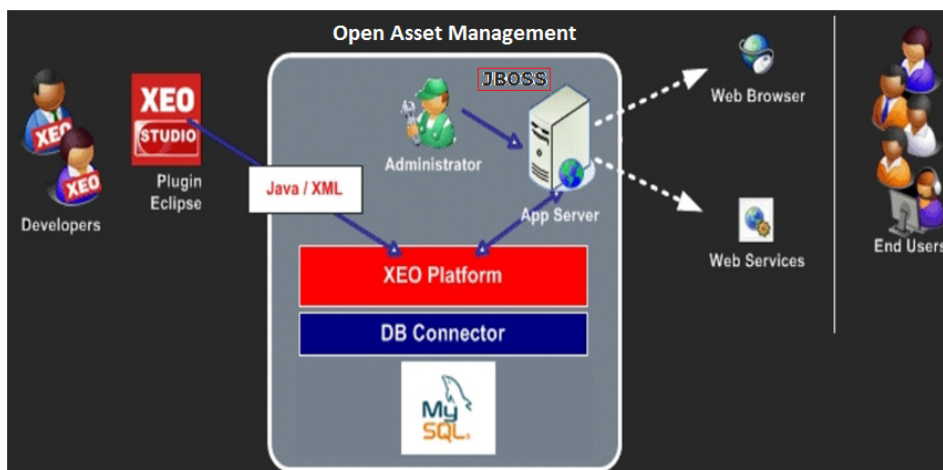 Open Asset Management
JBOSS
XEO
STUDIO
XEO
XEO
Developers
Plugin
Eclipse
Java / XML
Administrator
App Server
Web Browser
Web Services
End Users
XEO Platform
DB Connector
My
SQL